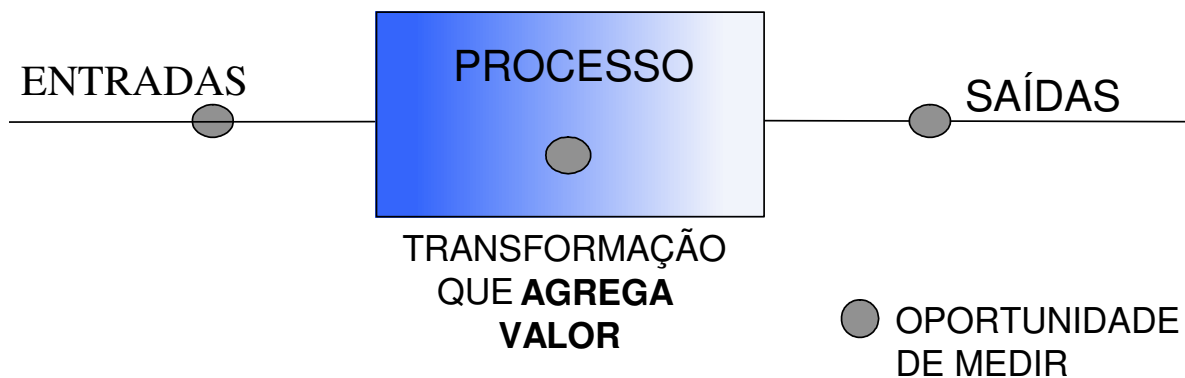 ENTRADAS
PROCESSO
SAÍDAS
TRANSFORMAÇÃO
QUE AGREGA
VALOR
OPORTUNIDADE
DE MEDIR